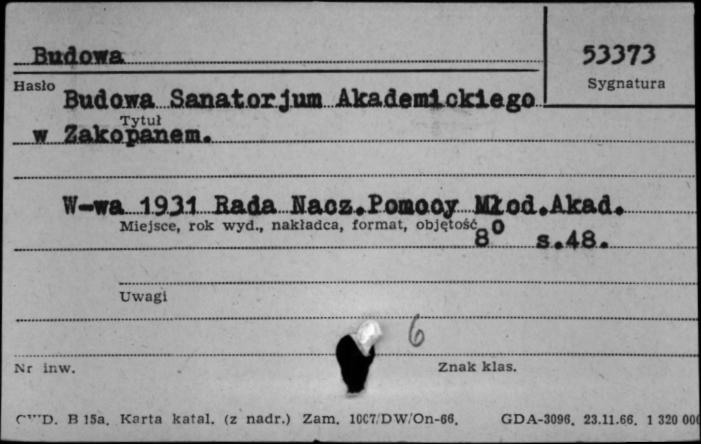 Budowa
53373
Hasło
Sygnatura
Budowa Sanatorjum Akademickiego
Tytuł
w Zakopanem.
W-wa 1931 Rada Nacz.Pomocy Młod.Akad.
Miejsce, rok wyd., nakładca, format, objętość
8⁰ s.48.
Uwagi
6
Nr inw.
Znak klas.
B 15a. Karta katal. (z nadr.) Zam. 1007/DW/On-66. GDA-3096. 23.11.66. 1 320 000